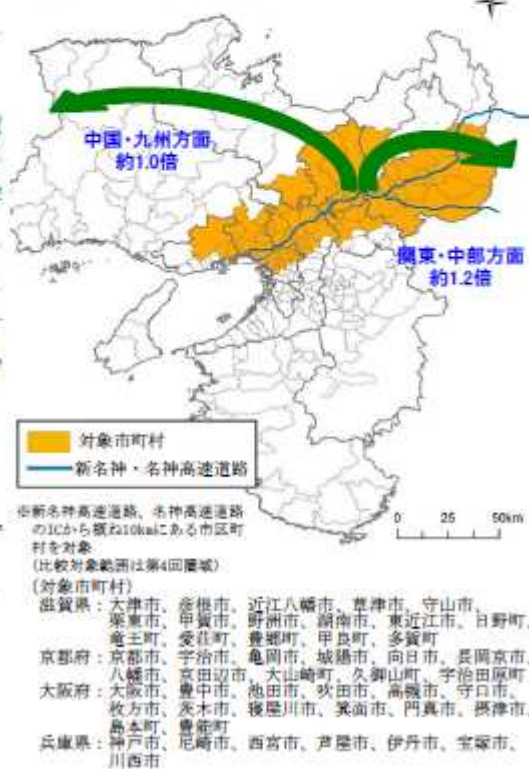 中国・九州方面
約1.0倍
関東・中部方面
約1.2倍
対象市町村
新名神・名神高速道路
0 25 50km
※新名神高速道路、名神高速道路
のICから概ね10kmにある市区町
村を対象
(比較対象範囲は第4回圏域)
(対象市町村)
滋賀県：大津市、彦根市、近江八幡市、草津市、守山市、
栗東市、甲賀市、野洲市、湖南市、東近江市、日野町、
竜王町、愛荘町、豊郷町、甲良町、多賀町
京都府：京都市、宇治市、亀岡市、城陽市、向日市、長岡京市、
八幡市、京田辺市、大山崎町、久御山町、宇治田原町
大阪府：大阪市、豊中市、池田市、吹田市、高槻市、守口市、
枚方市、茨木市、寝屋川市、箕面市、門真市、摂津市、
島本町、豊能町
兵庫県：神戸市、尼崎市、西宮市、芦屋市、伊丹市、宝塚市、
川西市